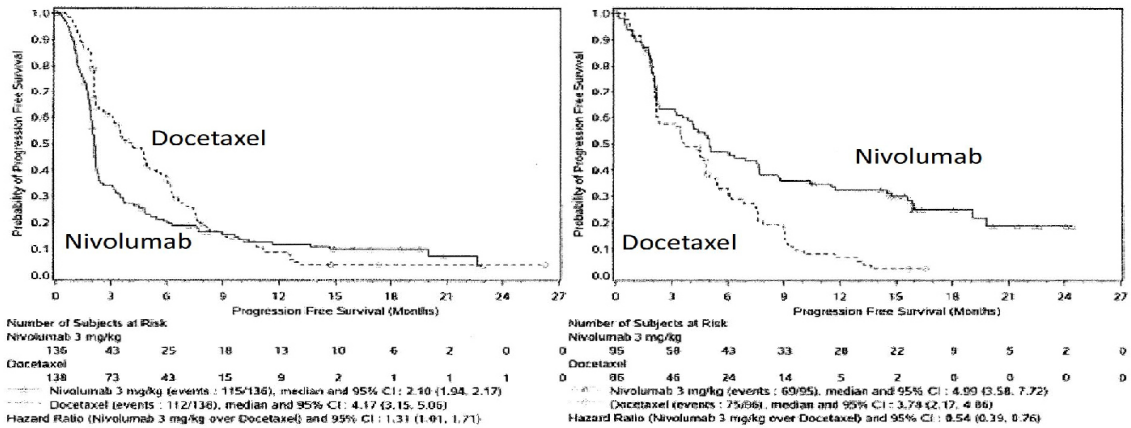 Probability of Progression Free Survival
1.0
0.9
0.8
0.7
0.6
0.5
0.4
0.3
0.2
0.1
0.0
Docetaxel
Nivolumab
0 3 6 9 12 15 18 21 24 27
Progression Free Survival (Months)
Number of Subjects at Risk
Nivolumab 3 mg/kg
136 43 25 18 13 10 6 2 0 0
Docetaxel
138 73 43 15 9 2 1 1 1 0
Nivolumab 3 mg/kg (events : 115/136), median and 95% CI : 2.10 (1.94, 2.17)
Docetaxel (events : 112/138), median and 95% CI : 4.17 (3.15, 5.06)
Hazard Ratio (Nivolumab 3 mg/kg over Docetaxel) and 95% CI : 1.31 (1.01, 1.71)
Probability of Progression Free Survival
1.0
0.9
0.8
0.7
0.6
0.5
0.4
0.3
0.2
0.1
0.0
Nivolumab
Docetaxel
0 3 6 9 12 15 18 21 24 27
Progression Free Survival (Months)
Number of Subjects at Risk
Nivolumab 3 mg/kg
95 58 43 33 28 22 9 5 2 0
Docetaxel
86 46 24 14 5 2 0 0 0 0
Nivolumab 3 mg/kg (events : 69/95), median and 95% CI : 4.99 (3.58, 7.72)
Docetaxel (events : 75/86), median and 95% CI : 3.78 (2.17, 4.86)
Hazard Ratio (Nivolumab 3 mg/kg over Docetaxel) and 95% CI : 0.54 (0.39, 0.76)